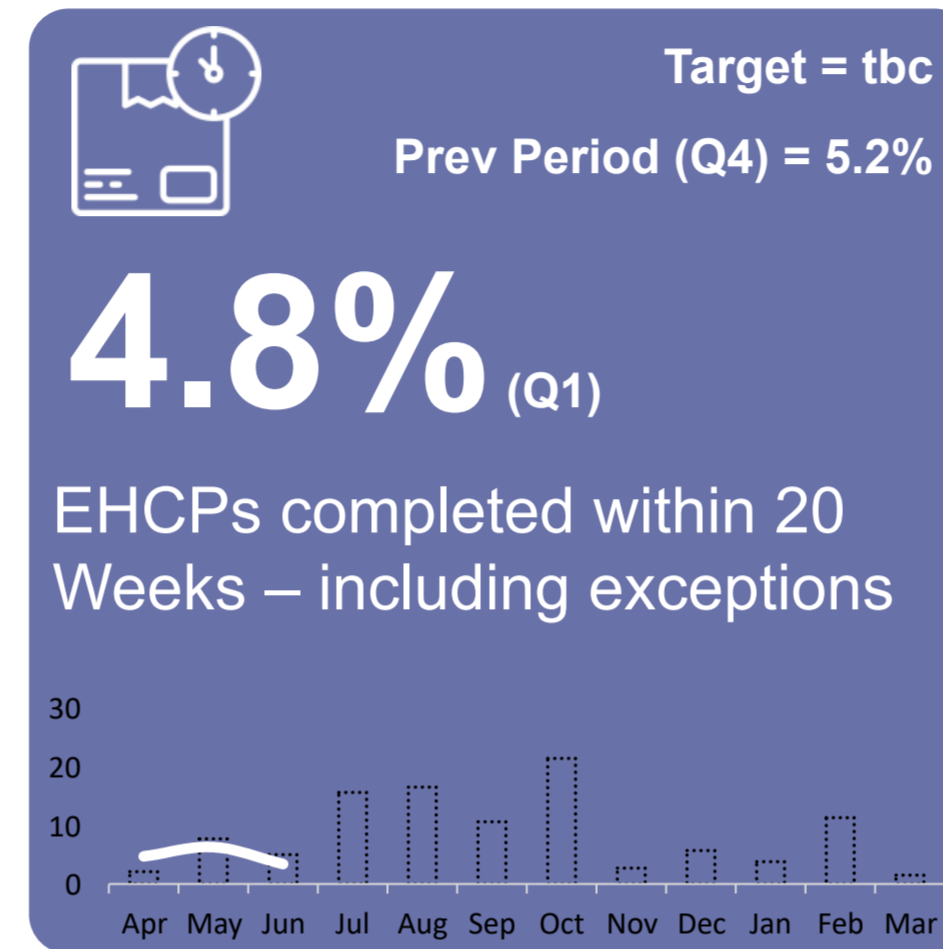 Target = tbc
Prev Period (Q4) = 5.2%
4.8% (Q1)
EHCPs completed within 20
Weeks – including exceptions
30
20
10
0
Apr May Jun Jul Aug Sep Oct Nov Dec Jan Feb Mar